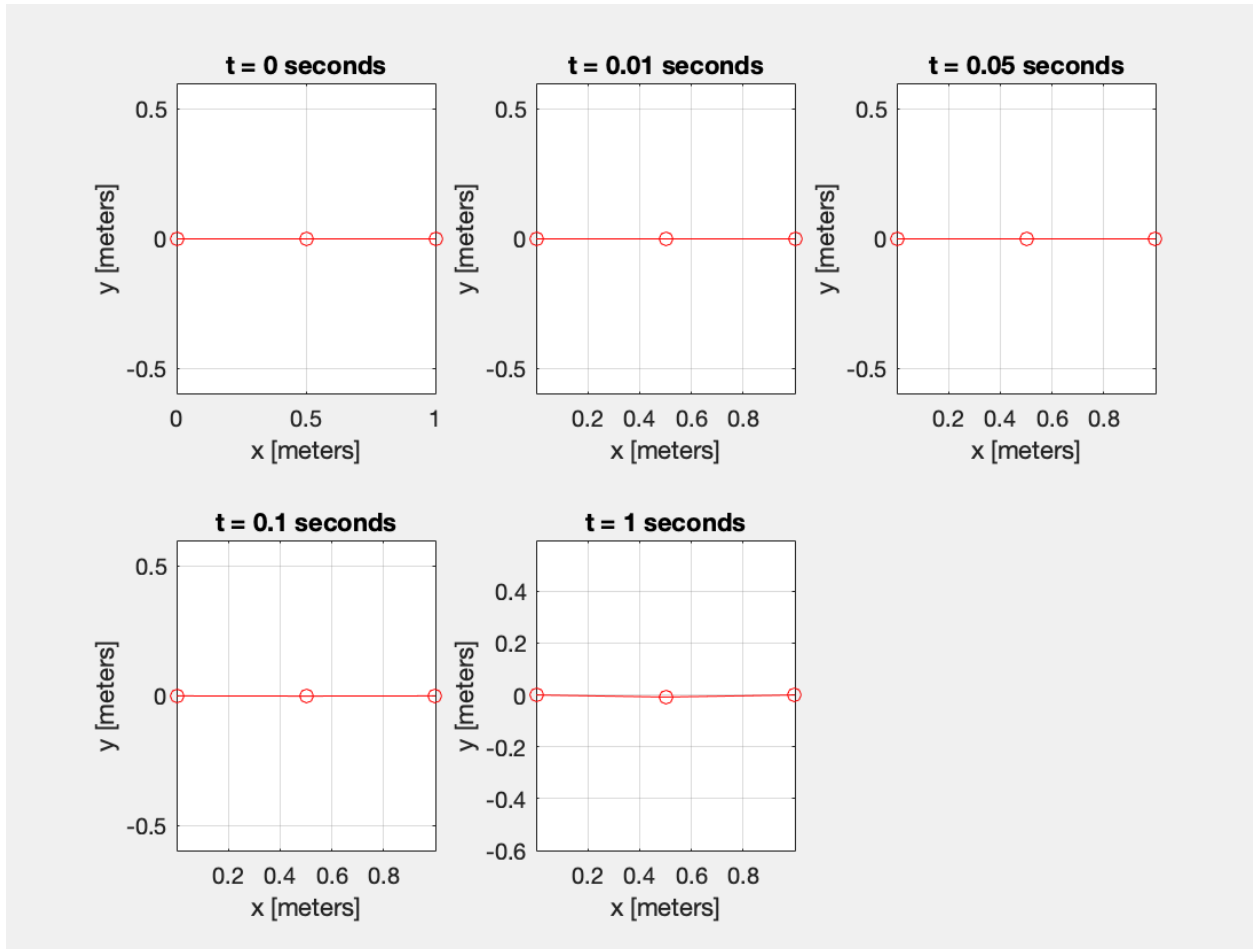 t = 0 seconds
t = 0.01 seconds
t = 0.05 seconds
0.5
0
-0.5
y [meters]
0 0.5 1
x [meters]
0.5
0
-0.5
y [meters]
0.2 0.4 0.6 0.8
x [meters]
0.5
0
-0.5
y [meters]
0.2 0.4 0.6 0.8
x [meters]
t = 0.1 seconds
t = 1 seconds
0.5
0
-0.5
y [meters]
0.2 0.4 0.6 0.8
x [meters]
0.4
0.2
0
-0.2
-0.4
-0.6
y [meters]
0.2 0.4 0.6 0.8
x [meters]